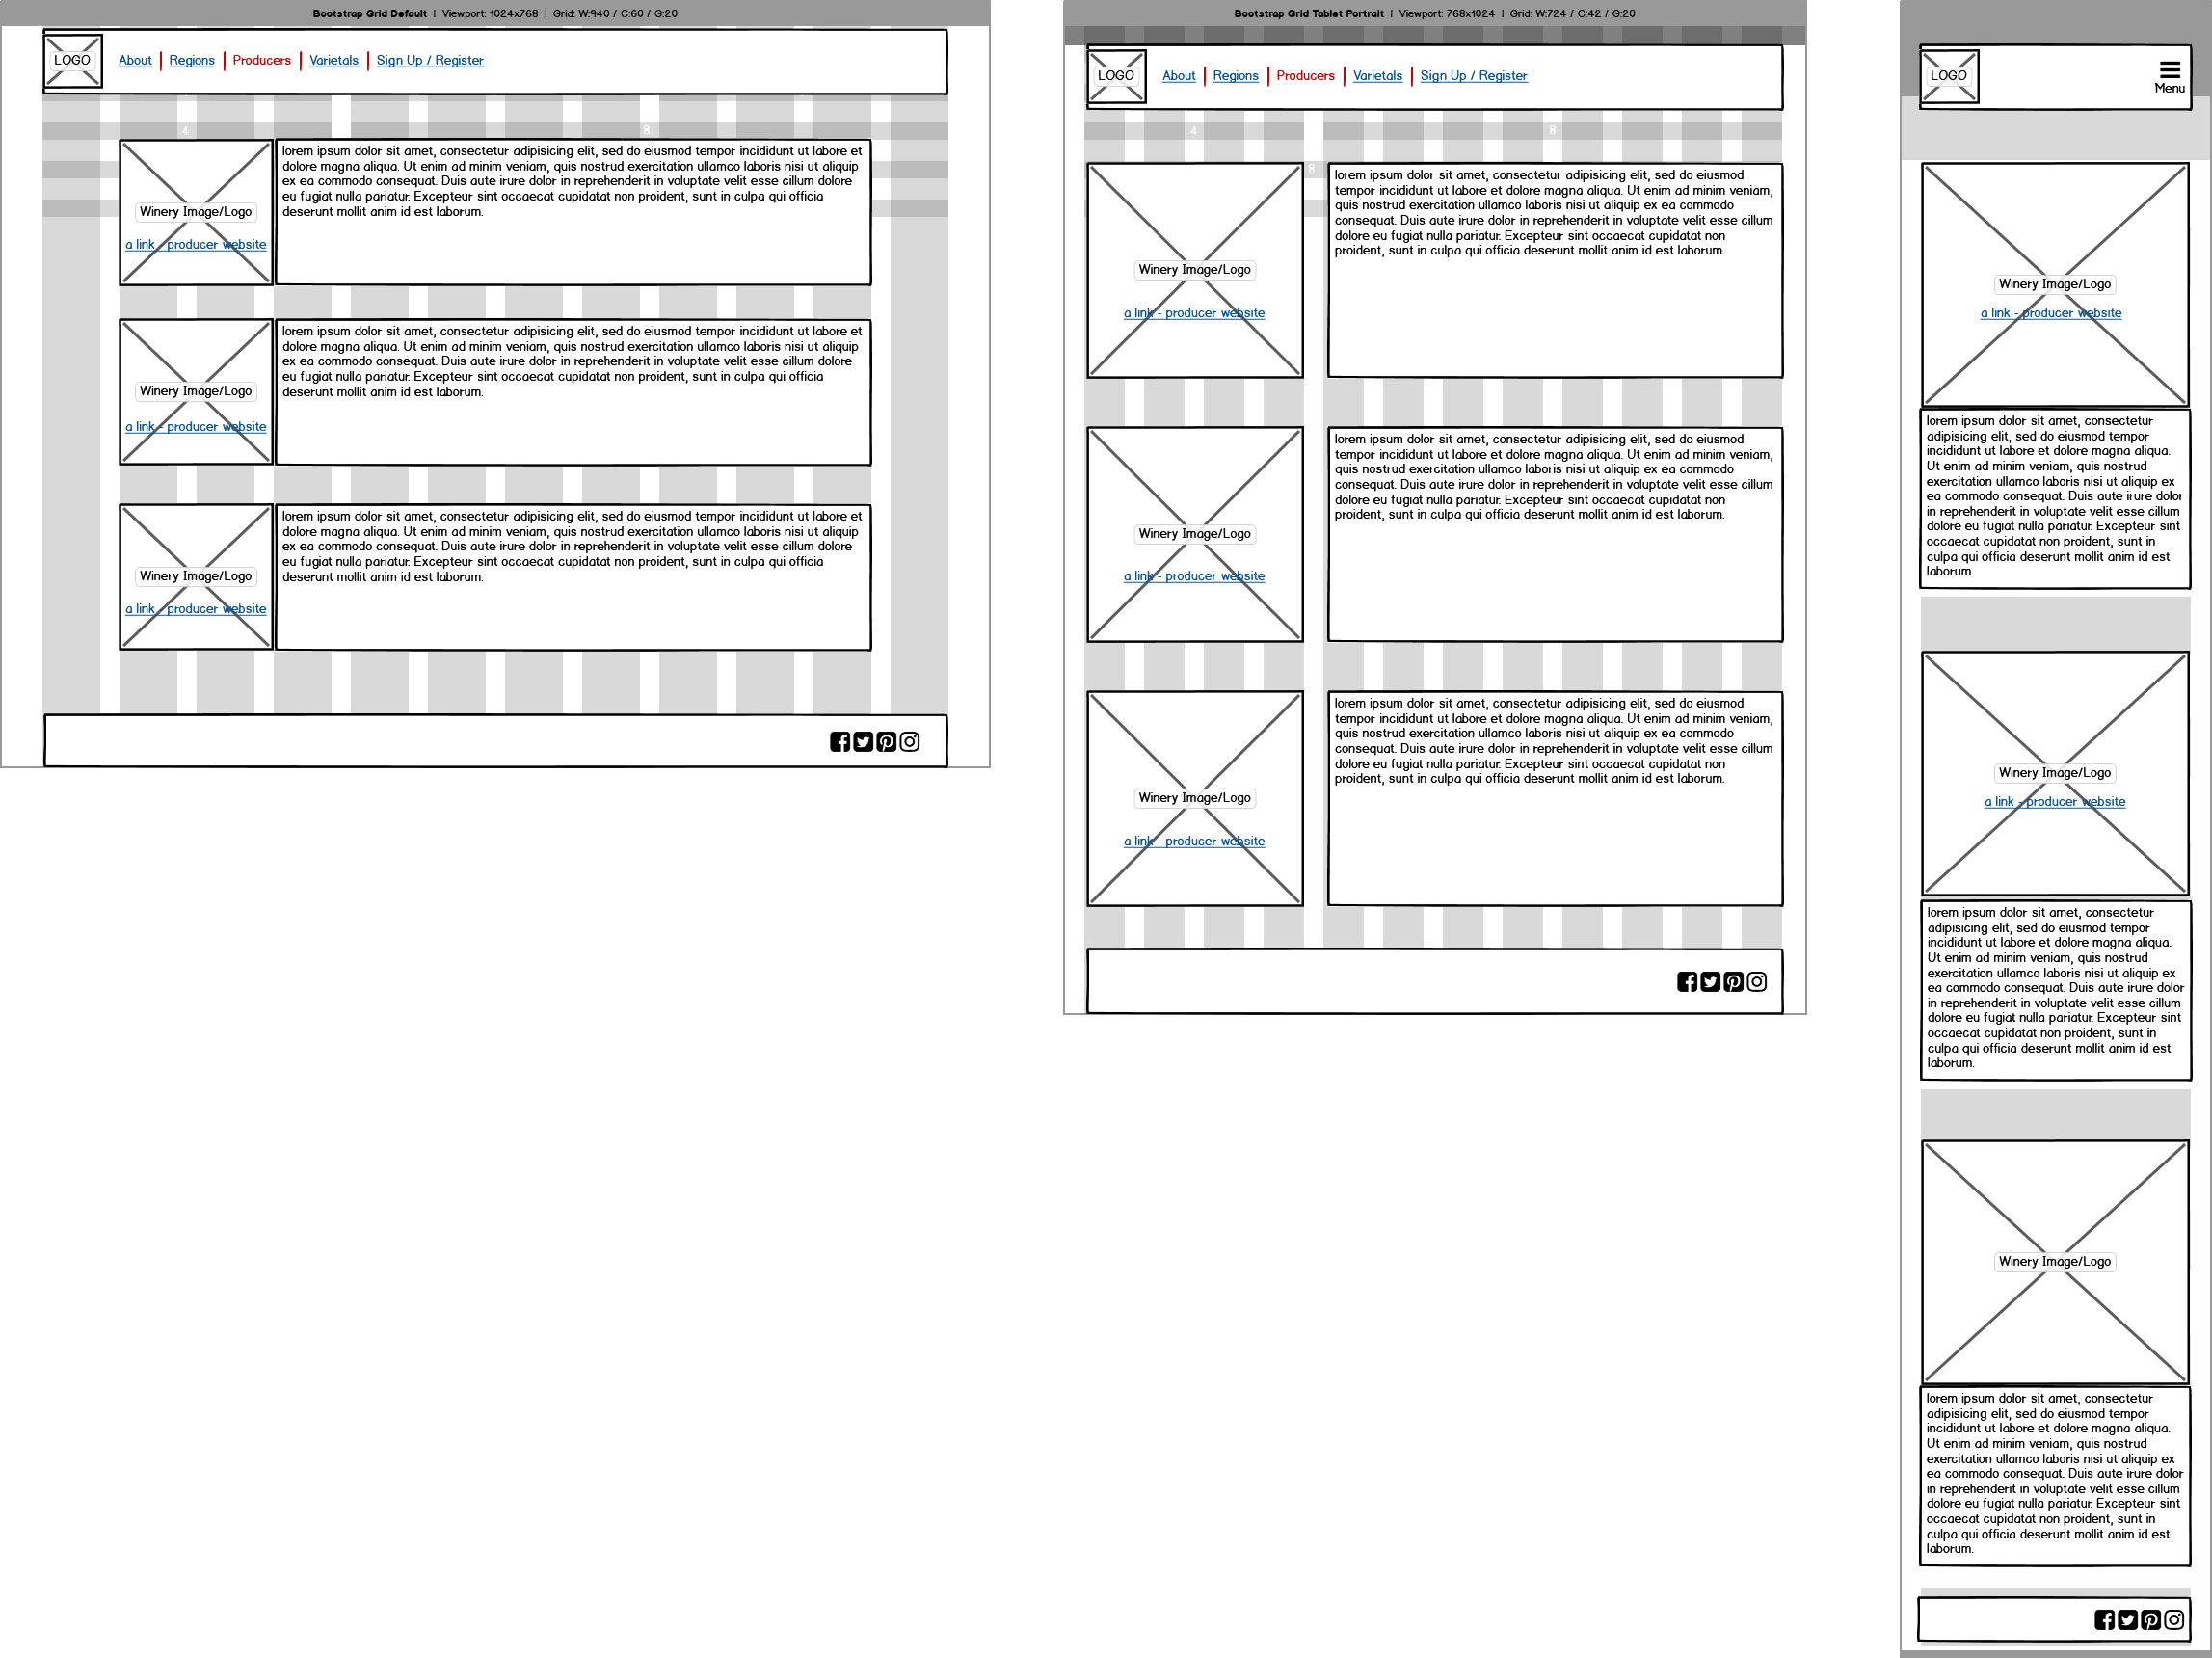 Bootstrap Grid Default | Viewport: 1024x768 | Grid: W:940 / C:60 / G:20
LOGO
About | Regions | Producers | Varietals | Sign Up / Register
4 8
Winery Image/Logo
a link - producer website
lorem ipsum dolor sit amet, consectetur adipisicing elit, sed do eiusmod tempor incididunt ut labore et
dolore magna aliqua. Ut enim ad minim veniam, quis nostrud exercitation ullamco laboris nisi ut aliquip
ex ea commodo consequat. Duis aute irure dolor in reprehenderit in voluptate velit esse cillum dolore
eu fugiat nulla pariatur. Excepteur sint occaecat cupidatat non proident, sunt in culpa qui officia
deserunt mollit anim id est laborum.
Winery Image/Logo
a link - producer website
lorem ipsum dolor sit amet, consectetur adipisicing elit, sed do eiusmod tempor incididunt ut labore et
dolore magna aliqua. Ut enim ad minim veniam, quis nostrud exercitation ullamco laboris nisi ut aliquip
ex ea commodo consequat. Duis aute irure dolor in reprehenderit in voluptate velit esse cillum dolore
eu fugiat nulla pariatur. Excepteur sint occaecat cupidatat non proident, sunt in culpa qui officia
deserunt mollit anim id est laborum.
Winery Image/Logo
a link - producer website
lorem ipsum dolor sit amet, consectetur adipisicing elit, sed do eiusmod tempor incididunt ut labore et
dolore magna aliqua. Ut enim ad minim veniam, quis nostrud exercitation ullamco laboris nisi ut aliquip
ex ea commodo consequat. Duis aute irure dolor in reprehenderit in voluptate velit esse cillum dolore
eu fugiat nulla pariatur. Excepteur sint occaecat cupidatat non proident, sunt in culpa qui officia
deserunt mollit anim id est laborum.
Bootstrap Grid Tablet Portrait | Viewport: 768x1024 | Grid: W:724 / C:42 / G:20
LOGO
About | Regions | Producers | Varietals | Sign Up / Register
4 8
8
Winery Image/Logo
a link - producer website
lorem ipsum dolor sit amet, consectetur adipisicing elit, sed do eiusmod
tempor incididunt ut labore et dolore magna aliqua. Ut enim ad minim veniam,
quis nostrud exercitation ullamco laboris nisi ut aliquip ex ea commodo
consequat. Duis aute irure dolor in reprehenderit in voluptate velit esse cillum
dolore eu fugiat nulla pariatur. Excepteur sint occaecat cupidatat non
proident, sunt in culpa qui officia deserunt mollit anim id est laborum.
Winery Image/Logo
a link - producer website
lorem ipsum dolor sit amet, consectetur adipisicing elit, sed do eiusmod
tempor incididunt ut labore et dolore magna aliqua. Ut enim ad minim veniam,
quis nostrud exercitation ullamco laboris nisi ut aliquip ex ea commodo
consequat. Duis aute irure dolor in reprehenderit in voluptate velit esse cillum
dolore eu fugiat nulla pariatur. Excepteur sint occaecat cupidatat non
proident, sunt in culpa qui officia deserunt mollit anim id est laborum.
Winery Image/Logo
a link - producer website
lorem ipsum dolor sit amet, consectetur adipisicing elit, sed do eiusmod
tempor incididunt ut labore et dolore magna aliqua. Ut enim ad minim veniam,
quis nostrud exercitation ullamco laboris nisi ut aliquip ex ea commodo
consequat. Duis aute irure dolor in reprehenderit in voluptate velit esse cillum
dolore eu fugiat nulla pariatur. Excepteur sint occaecat cupidatat non
proident, sunt in culpa qui officia deserunt mollit anim id est laborum.
LOGO
Menu
Winery Image/Logo
a link - producer website
lorem ipsum dolor sit amet, consectetur
adipisicing elit, sed do eiusmod tempor
incididunt ut labore et dolore magna aliqua.
Ut enim ad minim veniam, quis nostrud
exercitation ullamco laboris nisi ut aliquip ex
ea commodo consequat. Duis aute irure dolor
in reprehenderit in voluptate velit esse cillum
dolore eu fugiat nulla pariatur. Excepteur sint
occaecat cupidatat non proident, sunt in
culpa qui officia deserunt mollit anim id est
laborum.
Winery Image/Logo
a link - producer website
lorem ipsum dolor sit amet, consectetur
adipisicing elit, sed do eiusmod tempor
incididunt ut labore et dolore magna aliqua.
Ut enim ad minim veniam, quis nostrud
exercitation ullamco laboris nisi ut aliquip ex
ea commodo consequat. Duis aute irure dolor
in reprehenderit in voluptate velit esse cillum
dolore eu fugiat nulla pariatur. Excepteur sint
occaecat cupidatat non proident, sunt in
culpa qui officia deserunt mollit anim id est
laborum.
Winery Image/Logo
lorem ipsum dolor sit amet, consectetur
adipisicing elit, sed do eiusmod tempor
incididunt ut labore et dolore magna aliqua.
Ut enim ad minim veniam, quis nostrud
exercitation ullamco laboris nisi ut aliquip ex
ea commodo consequat. Duis aute irure dolor
in reprehenderit in voluptate velit esse cillum
dolore eu fugiat nulla pariatur. Excepteur sint
occaecat cupidatat non proident, sunt in
culpa qui officia deserunt mollit anim id est
laborum.